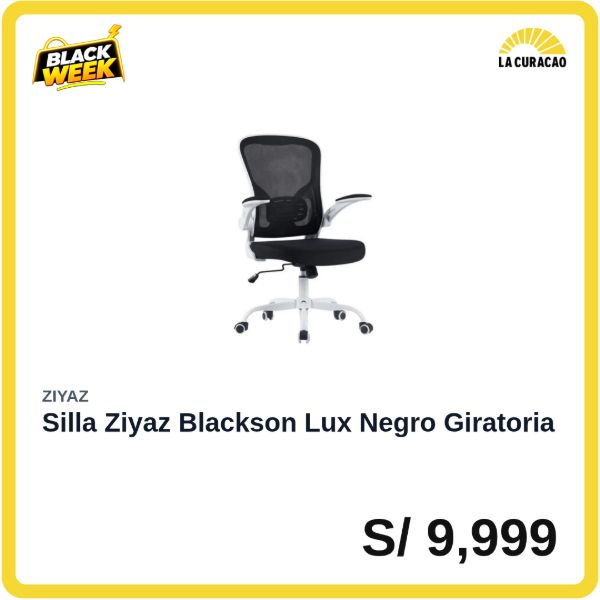 BLACK
WEEK
LA CURACAO
ZIYAZ
Silla Ziyaz Blackson Lux Negro Giratoria
S/ 9,999